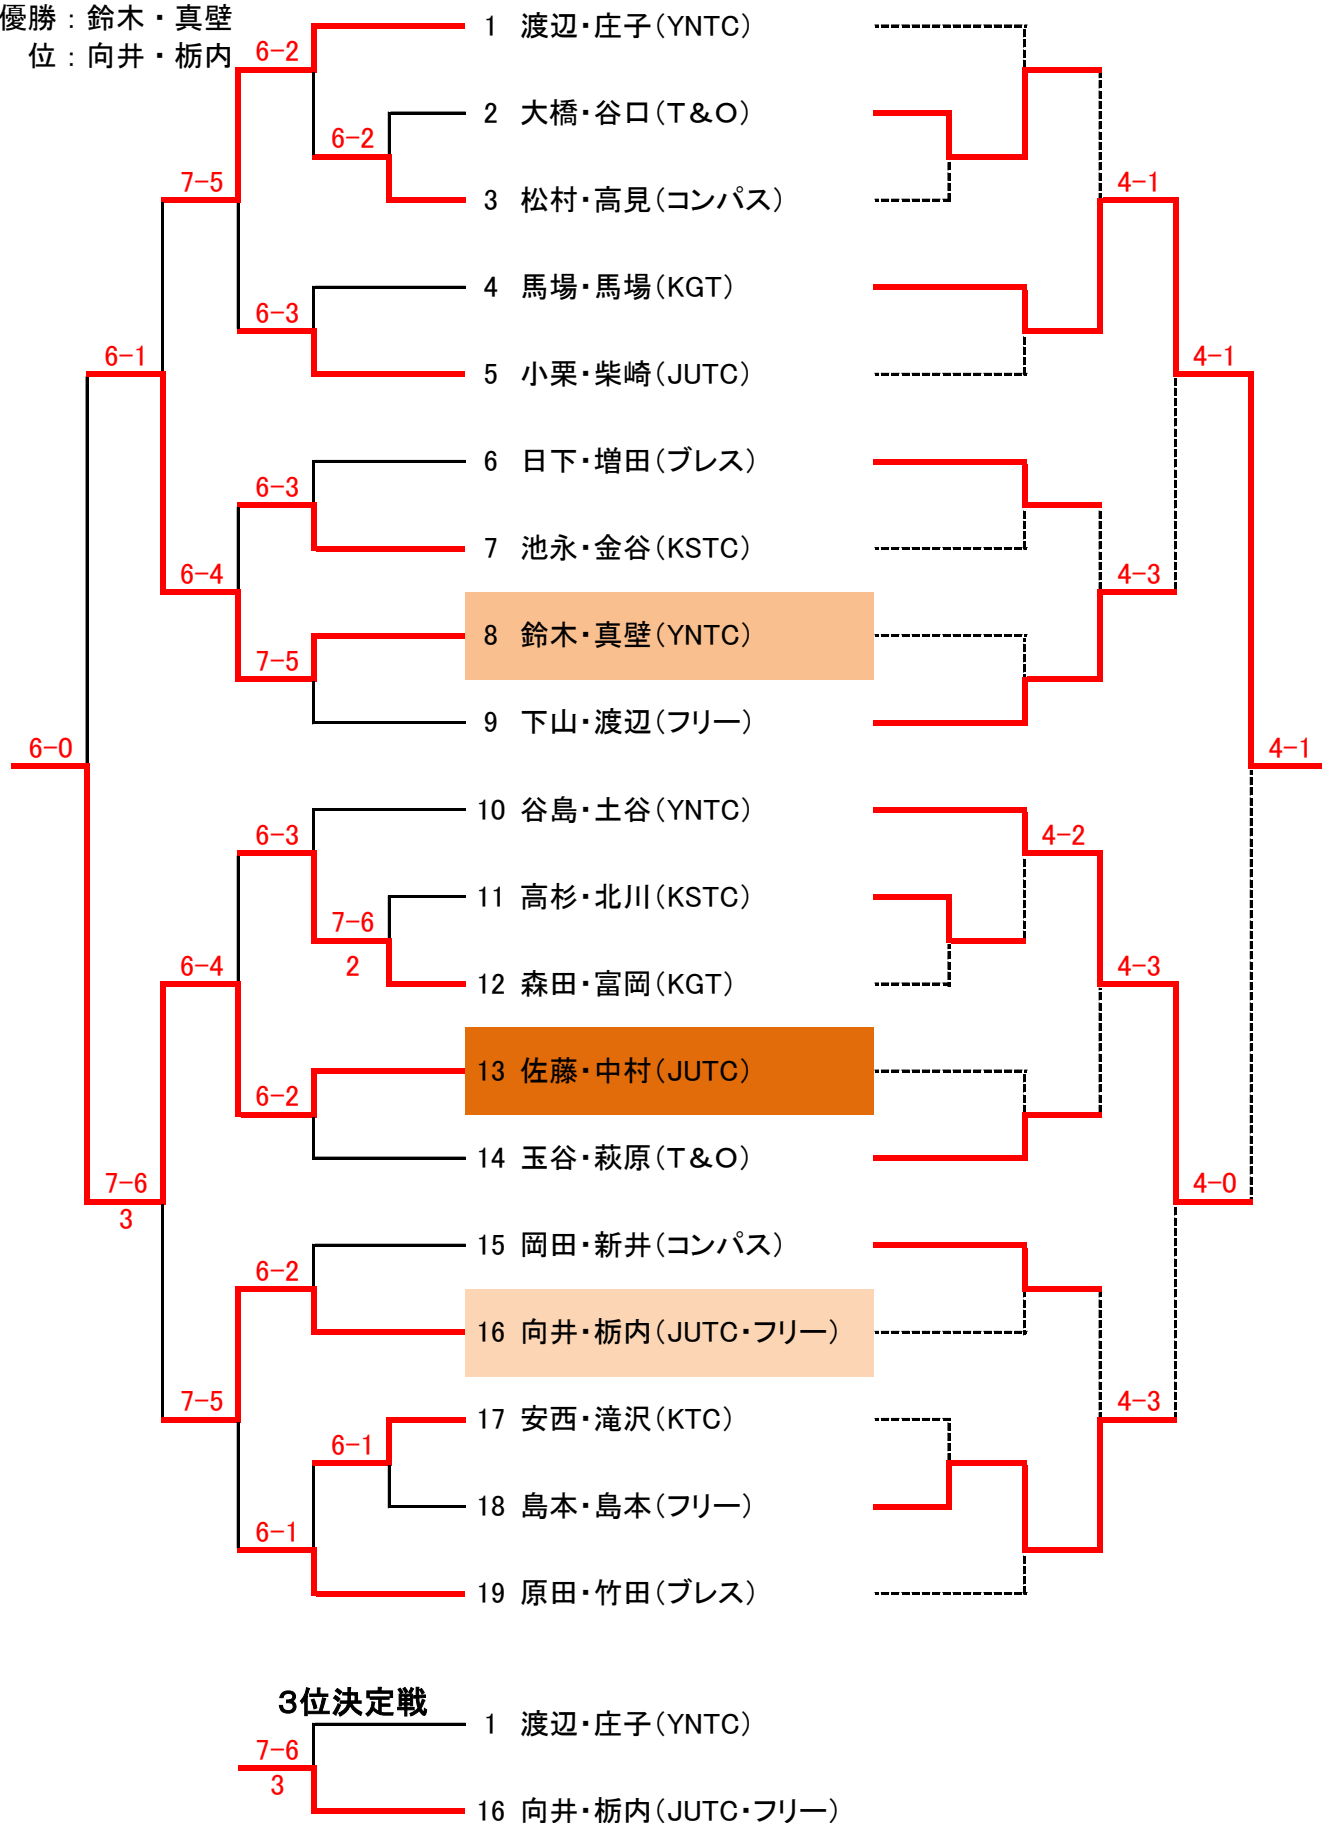 優勝：鈴木・真壁
位：向井・栃内
6-2
1 渡辺・庄子（YNTC）
2 大橋・谷口（T＆O）
6-2
7-5
3 松村・高見（コンパス）
4-1
4 馬場・馬場（KGT）
6-3
6-1
5 小栗・柴崎（JUTC）
4-1
6 日下・増田（ブレス）
6-3
7 池永・金谷（KSTC）
6-4
4-3
8 鈴木・真壁（YNTC）
7-5
9 下山・渡辺（フリー）
6-0
4-1
10 谷島・土谷（YNTC）
6-3
4-2
11 高杉・北川（KSTC）
7-6
2
6-4
4-3
12 森田・富岡（KGT）
13 佐藤・中村（JUTC）
6-2
14 玉谷・萩原（T＆O）
7-6
3
4-0
15 岡田・新井（コンパス）
6-2
16 向井・栃内（JUTC・フリー）
7-5
4-3
17 安西・滝沢（KTC）
6-1
18 島本・島本（フリー）
6-1
19 原田・竹田（ブレス）
3位決定戦
1 渡辺・庄子（YNTC）
7-6
3
16 向井・栃内（JUTC・フリー）